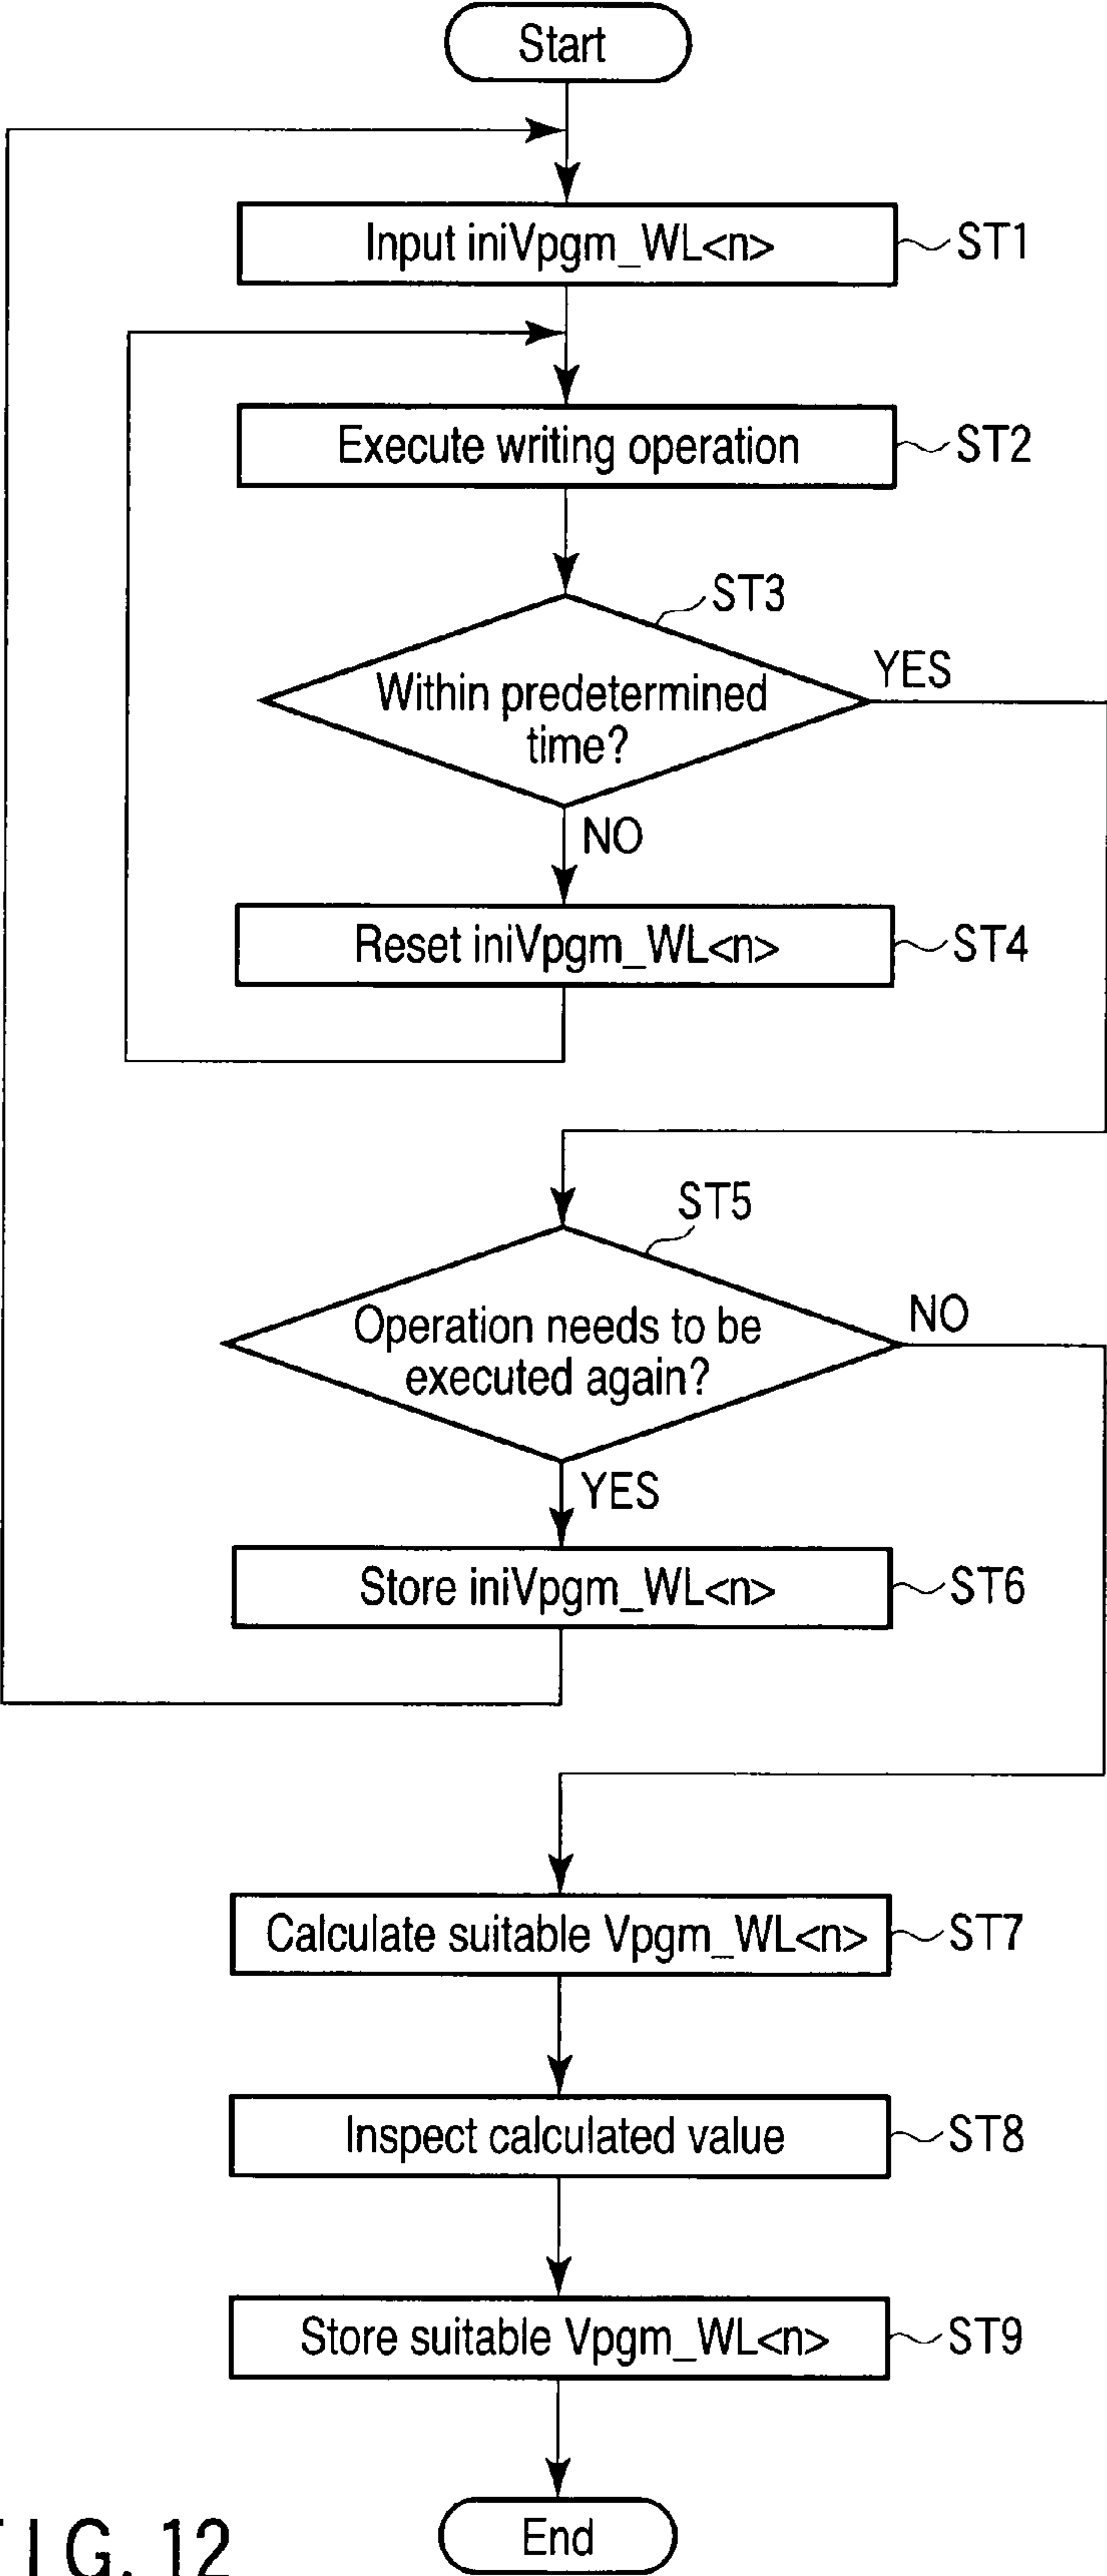 Start
Input iniVpgm_WL<n>
ST1
Execute writing operation
ST2
ST3
Within predetermined
time?
YES
NO
Reset iniVpgm_WL<n>
ST4
ST5
Operation needs to be
executed again?
NO
YES
Store iniVpgm_WL<n>
ST6
Calculate suitable Vpgm_WL<n>
ST7
Inspect calculated value
ST8
Store suitable Vpgm_WL<n>
ST9
End
FIG. 12